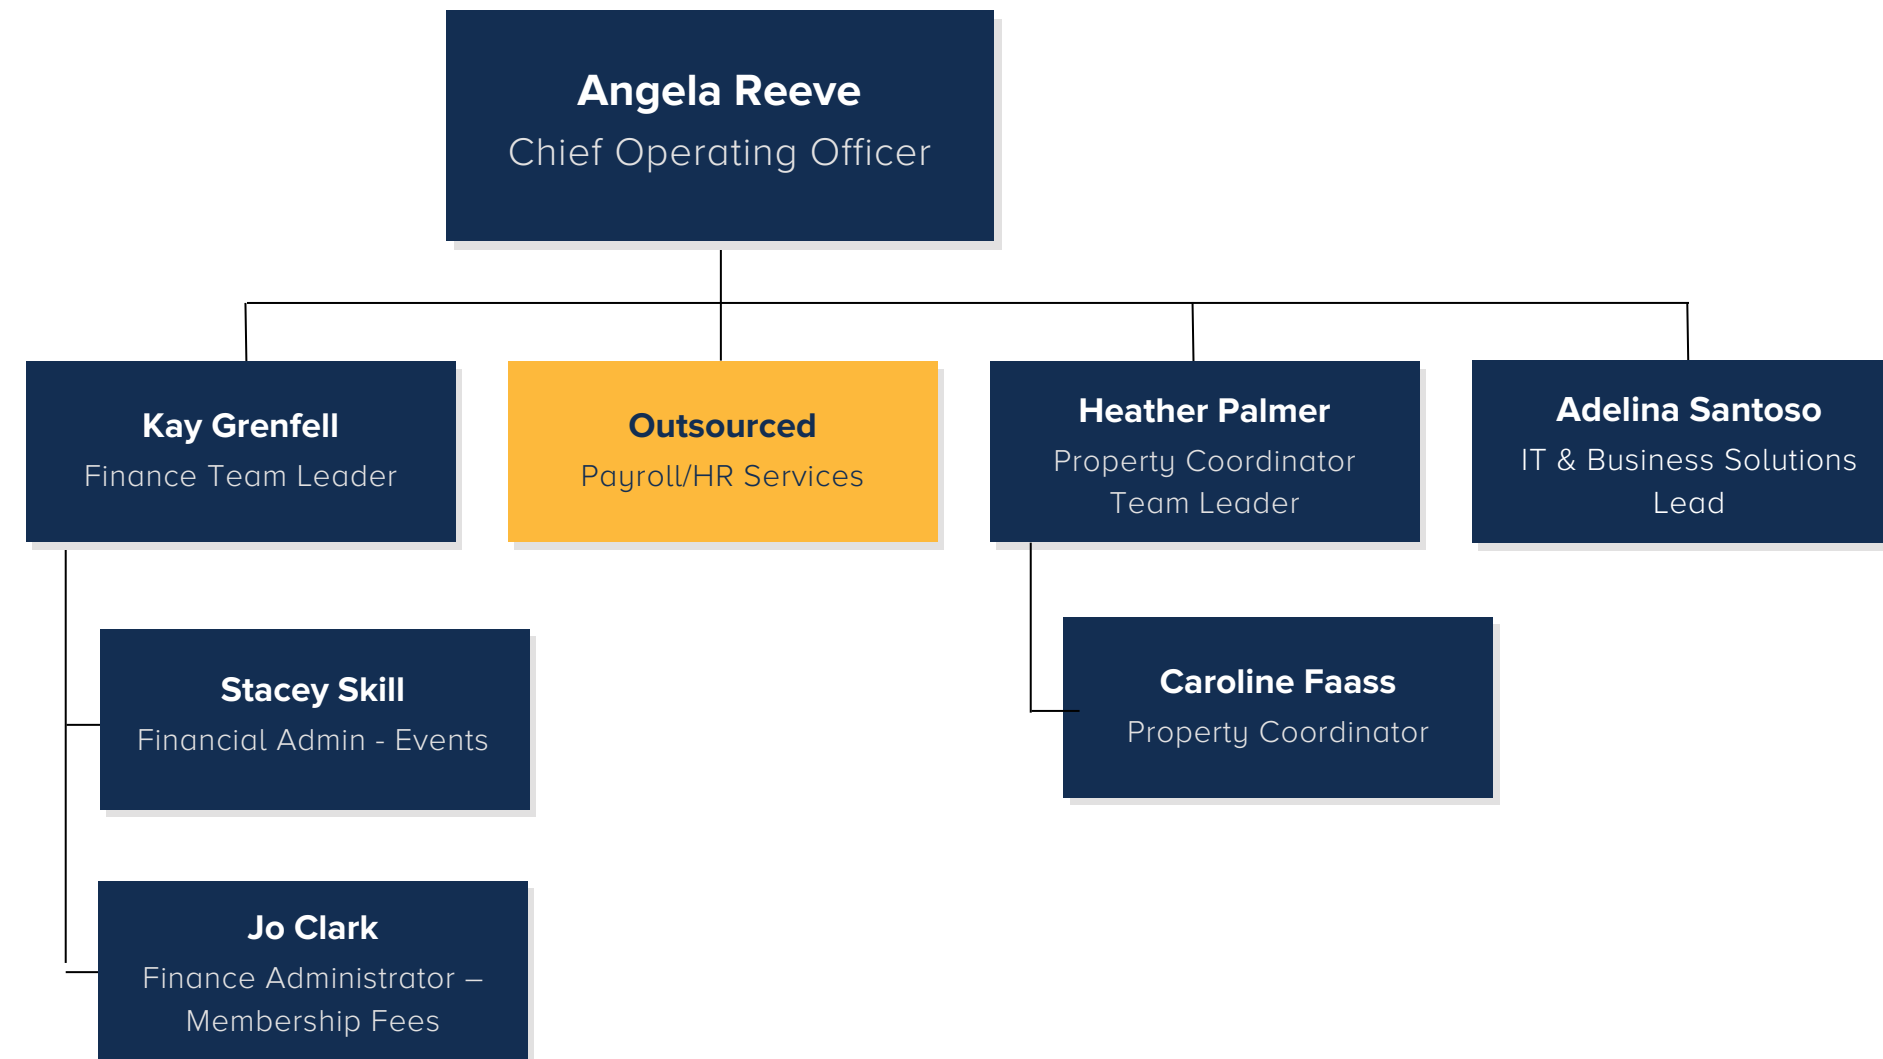 Angela Reeve
Chief Operating Officer
Kay Grenfell
Finance Team Leader
Outsourced
Payroll/HR Services
Heather Palmer
Property Coordinator
Team Leader
Adelina Santoso
IT & Business Solutions
Lead
Stacey Skill
Financial Admin - Events
Caroline Faass
Property Coordinator
Jo Clark
Finance Administrator –
Membership Fees